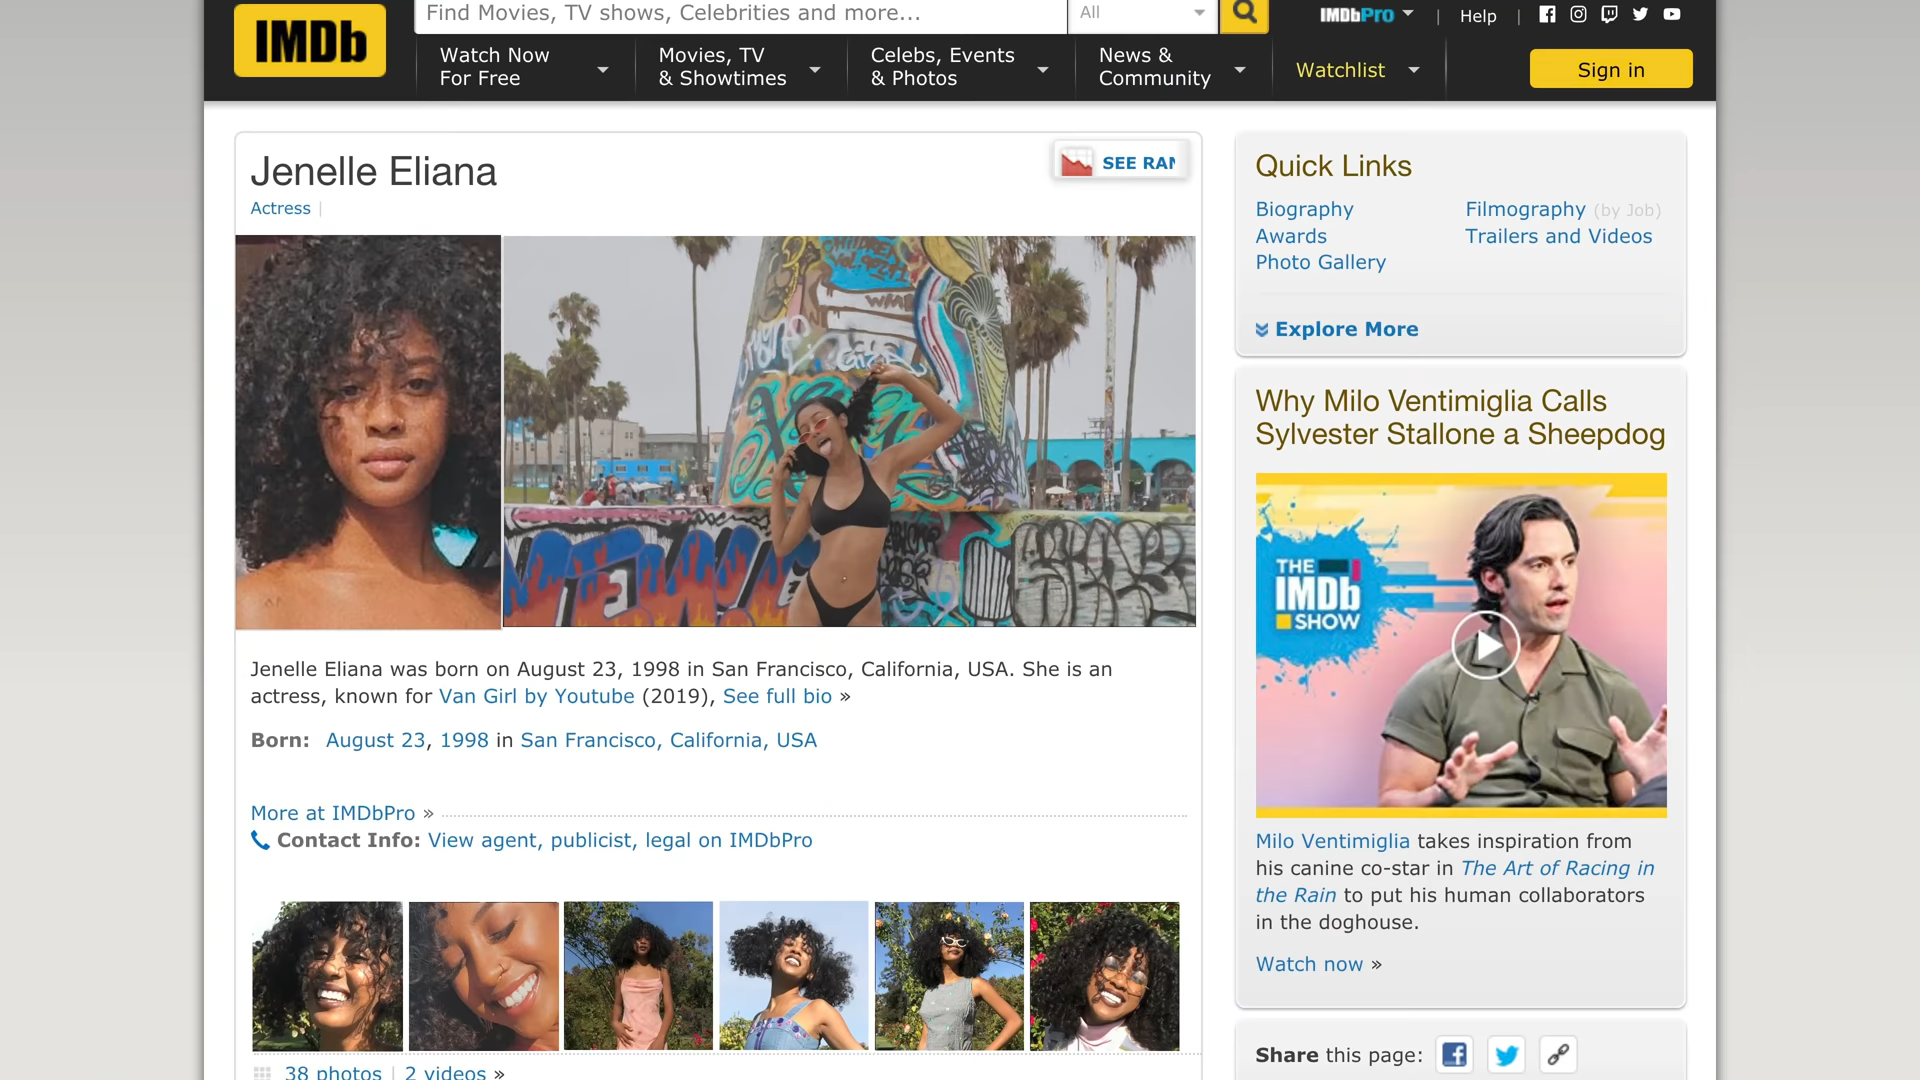 Find Movies, TV shows, Celebrities and more...
All
IMDbPro
Help
IMDb
Watch Now
For Free
Movies, TV
& Showtimes
Celebs, Events
& Photos
News &
Community
Watchlist
Sign in
Jenelle Eliana
Actress
SEE RAN
Jenelle Eliana was born on August 23, 1998 in San Francisco, California, USA. She is an
actress, known for Van Girl by Youtube (2019), See full bio »
Born: August 23, 1998 in San Francisco, California, USA
More at IMDbPro »
Contact Info: View agent, publicist, legal on IMDbPro
38 photos | 2 videos »
Quick Links
Biography
Filmography (by Job)
Awards
Trailers and Videos
Photo Gallery
Explore More
Why Milo Ventimiglia Calls
Sylvester Stallone a Sheepdog
THE
IMDb
SHOW
Milo Ventimiglia takes inspiration from
his canine co-star in The Art of Racing in
the Rain to put his human collaborators
in the doghouse.
Watch now »
Share this page: